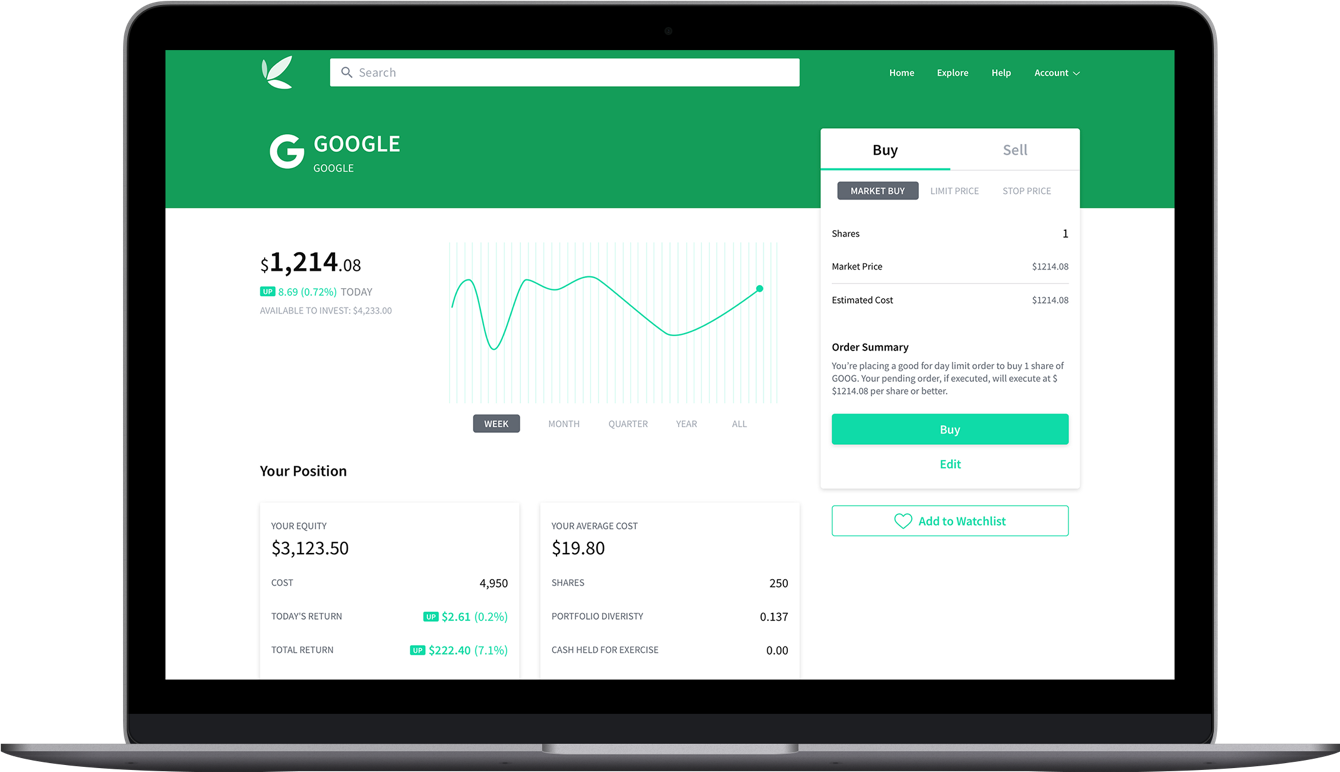 Search
Home Explore Help Account
GOOGLE
GOOGLE
Buy Sell
MARKET BUY LIMIT PRICE STOP PRICE
Shares 1
Market Price $1214.08
Estimated Cost $1214.08
Order Summary
You're placing a good for day limit order to buy 1 share of
GOOG. Your pending order, if executed, will execute at $
$1214.08 per share or better.
Buy
Edit
Add to Watchlist
$1,214.08
UP 8.69 (0.72%) TODAY
AVAILABLE TO INVEST: $4,233.00
WEEK MONTH QUARTER YEAR ALL
Your Position
YOUR EQUITY
$3,123.50
COST 4,950
TODAY'S RETURN UP $2.61 (0.2%)
TOTAL RETURN UP $222.40 (7.1%)
YOUR AVERAGE COST
$19.80
SHARES 250
PORTFOLIO DIVERISTY 0.137
CASH HELD FOR EXERCISE 0.00